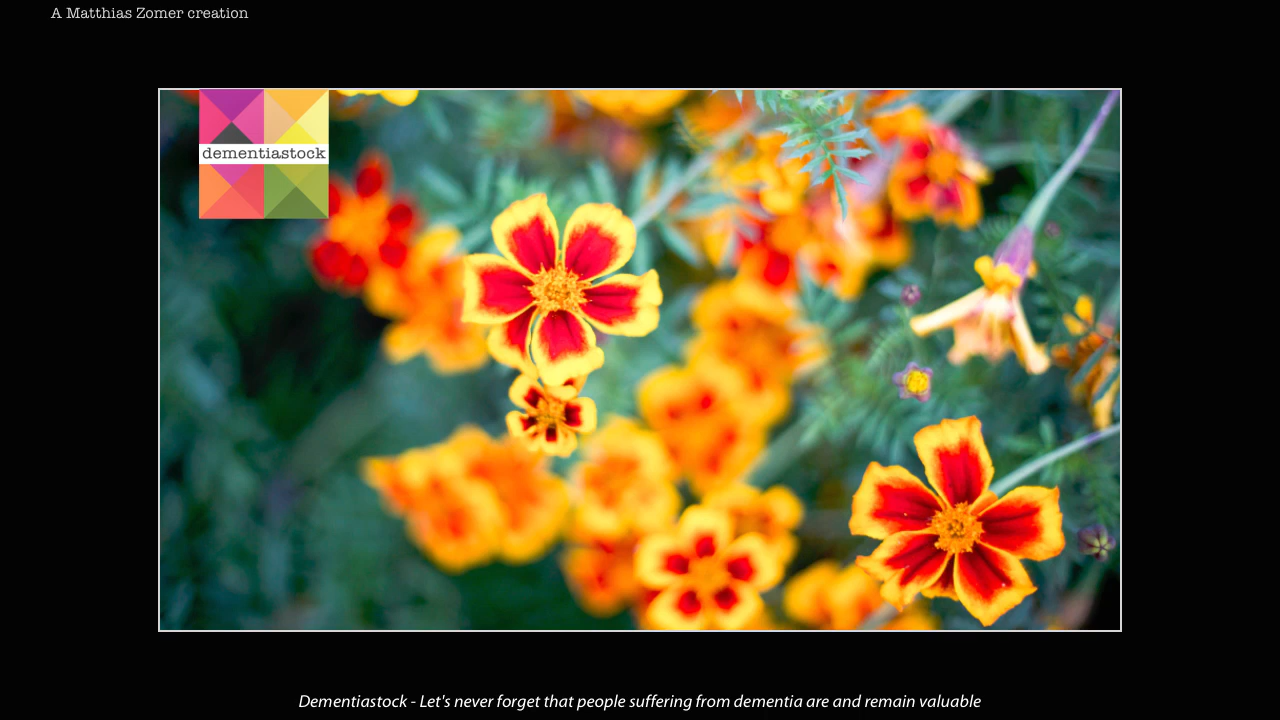 A Matthias Zomer creation
dementiastock
Dementiastock - Let's never forget that people suffering from dementia are and remain valuable